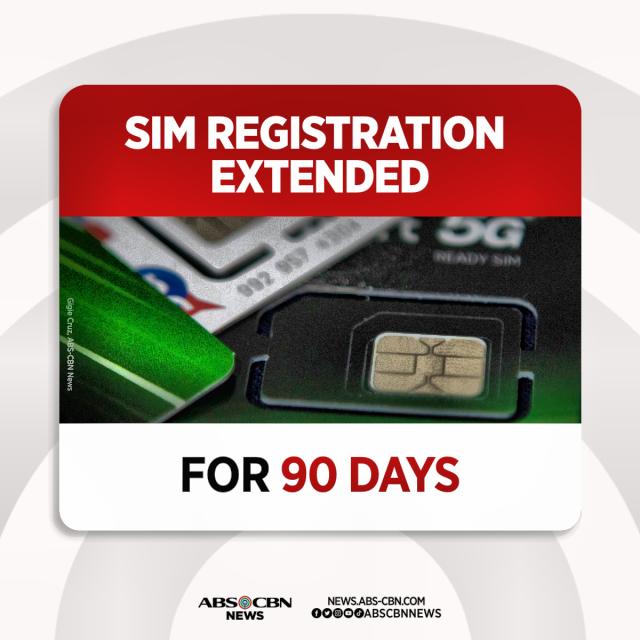 SIM REGISTRATION
EXTENDED
5G
READY SIM
Gigie Cruz, ABS-CBN News
FOR 90 DAYS
ABS CBN
NEWS
NEWS.ABS-CBN.COM
ABSCBNNEWS